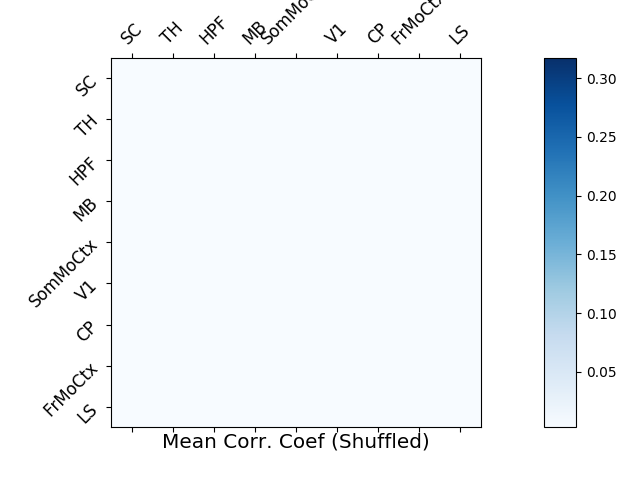 SC TH HPF MB SomMoC V1 CP FrMoCtx LS
SC
TH
HPF
MB
SomMoCtx
V1
CP
FrMoCtx
LS
0.30
0.25
0.20
0.15
0.10
0.05
Mean Corr. Coef (Shuffled)